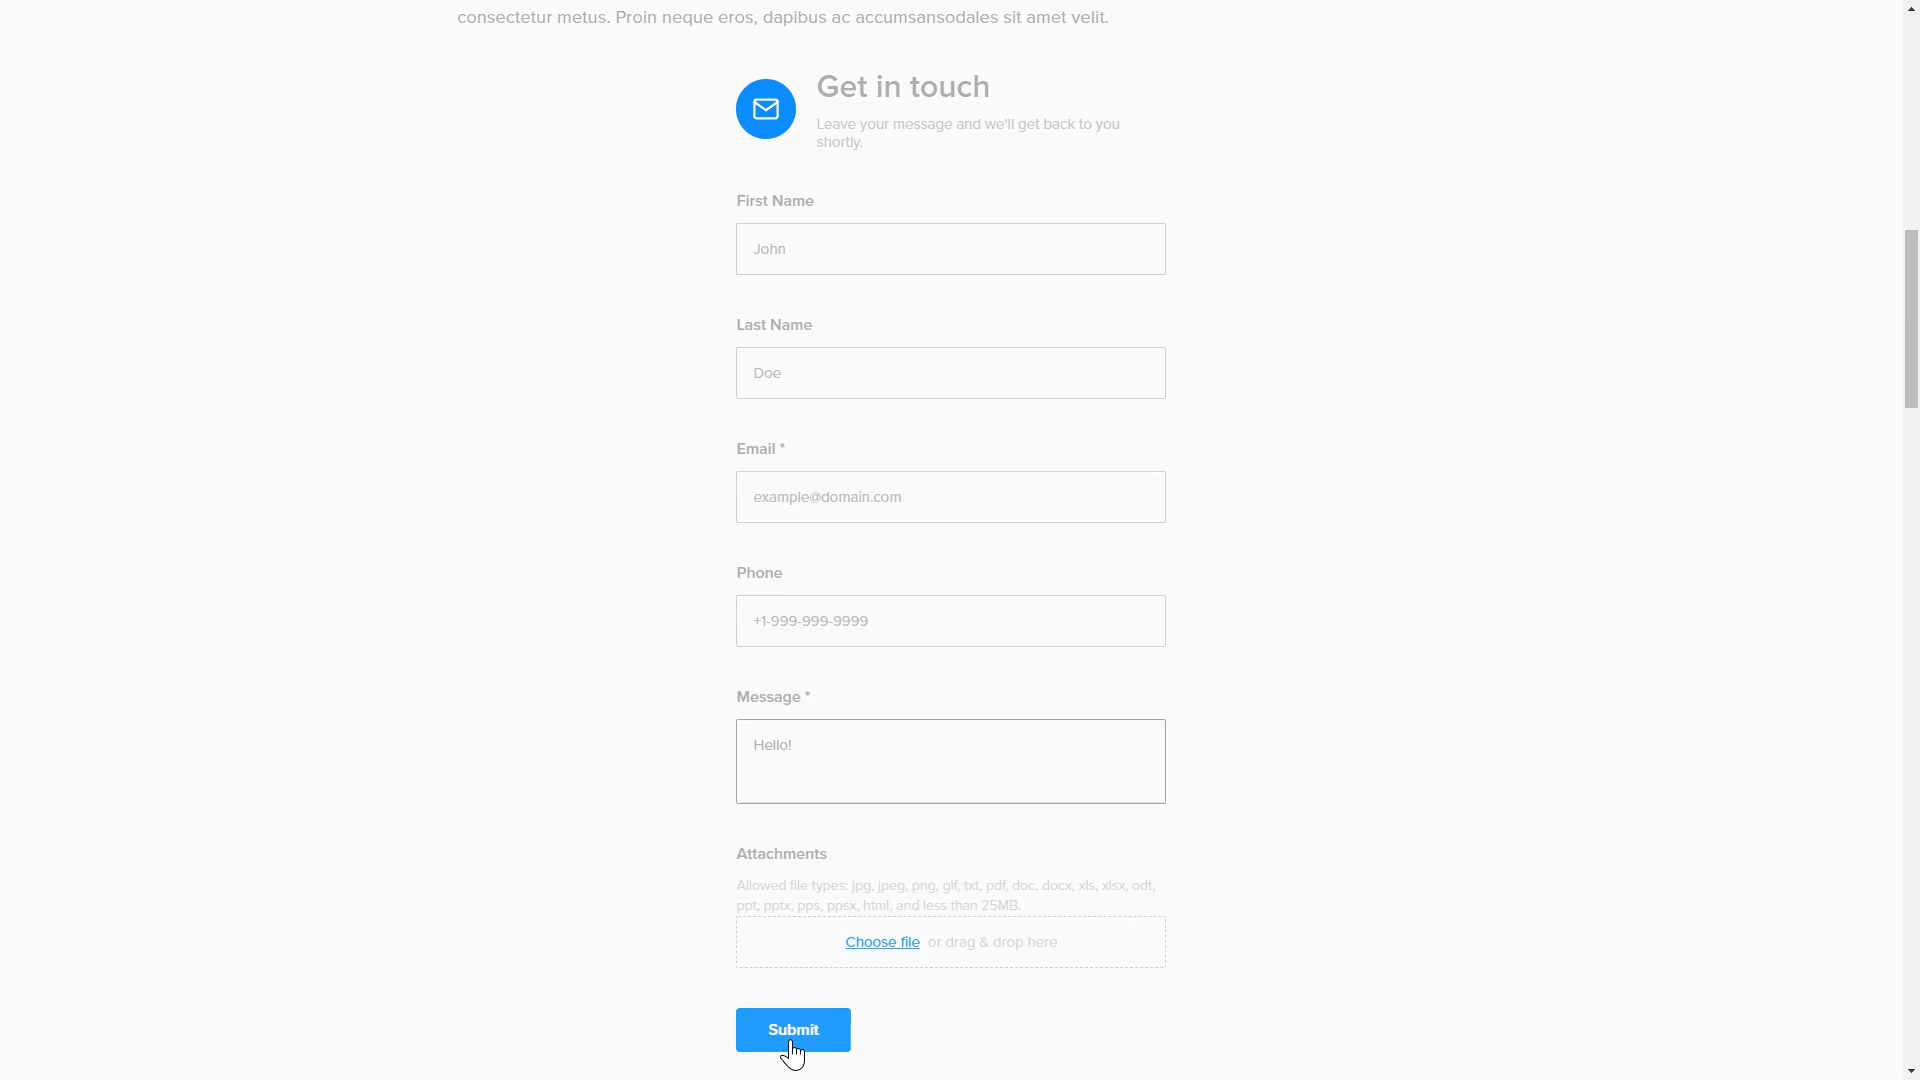 consectetur metus. Proin neque eros, dapibus ac accumsansodales sit amet velit.
Get in touch
Leave your message and we'll get back to you
shortly.
First Name
John
Last Name
Doe
Email *
example@domain.com
Phone
+1-999-999-9999
Message *
Hello!
Attachments
Allowed file types: jpg, jpeg, png, gif, txt, pdf, doc, docx, xls, xlsx, odt,
ppt, pptx, pps, ppsx, html, and less than 25MB.
Choose file or drag & drop here
Submit